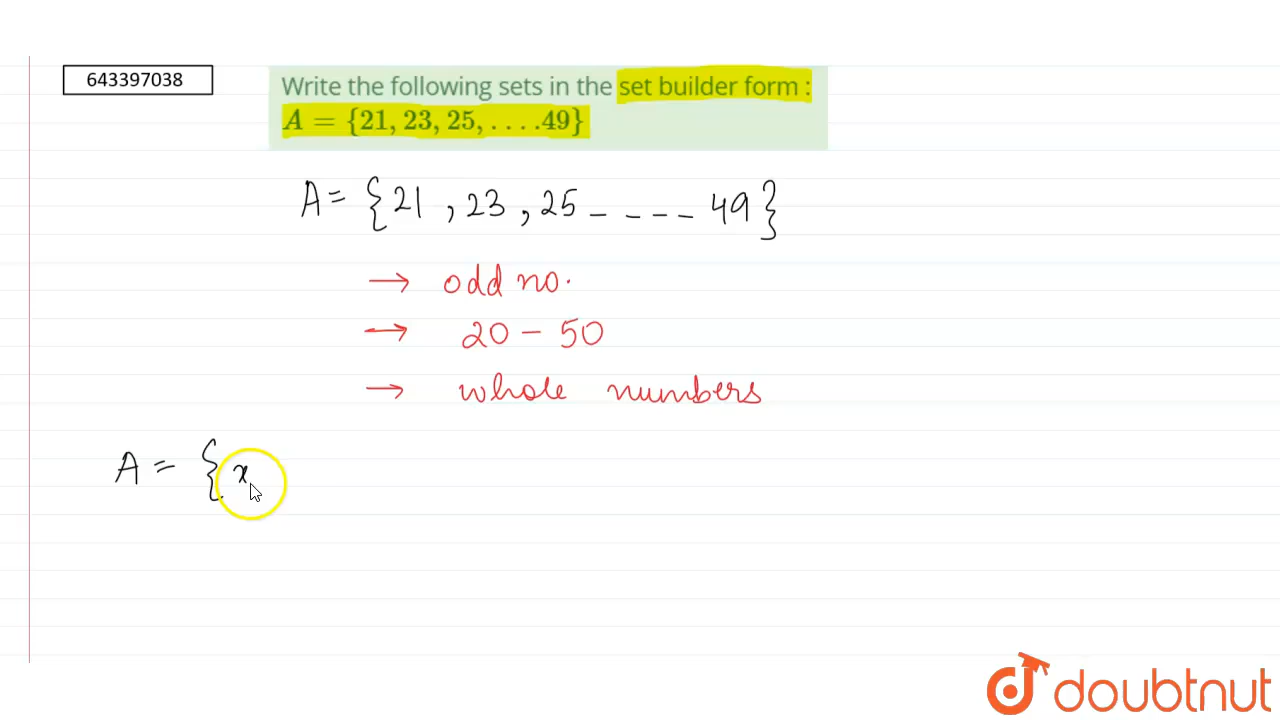 643397038
Write the following sets in the set builder form :
A = {21, 23, 25, . . . .49}
A = { 21 , 23 , 25 - - - - 49 }
→ odd no.
→ 20 - 50
→ whole numbers
A = { x
doubtnut